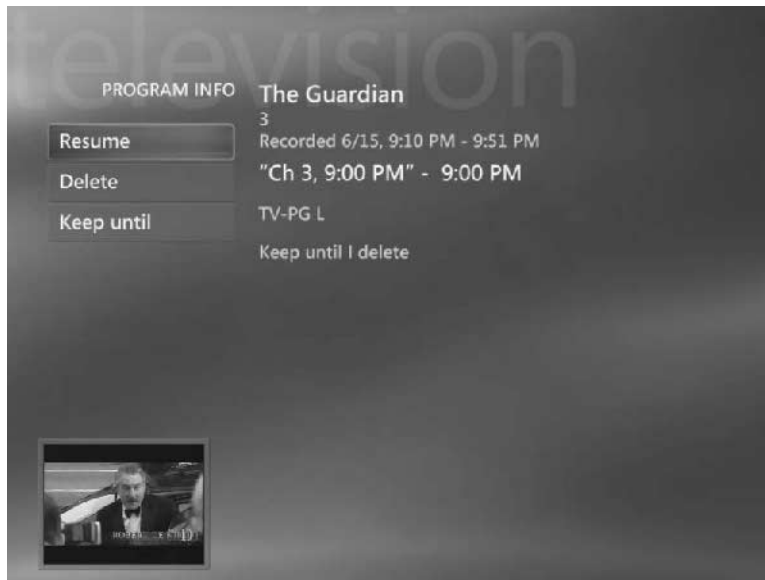 television
PROGRAM INFO
Resume
Delete
Keep until
The Guardian
3
Recorded 6/15, 9:10 PM - 9:51 PM
"Ch 3, 9:00 PM" - 9:00 PM
TV-PG L
Keep until I delete